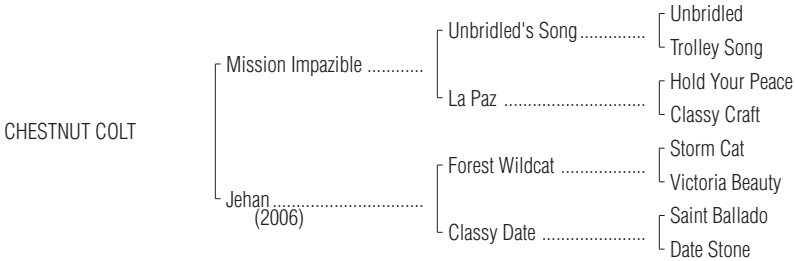 Unbridled
Unbridled's Song..............
Trolley Song
Mission Impazible ............
Hold Your Peace
La Paz ..............................
Classy Craft
CHESTNUT COLT
Storm Cat
Forest Wildcat ..................
Victoria Beauty
Jehan................................
(2006)
Saint Ballado
Classy Date ......................
Date Stone